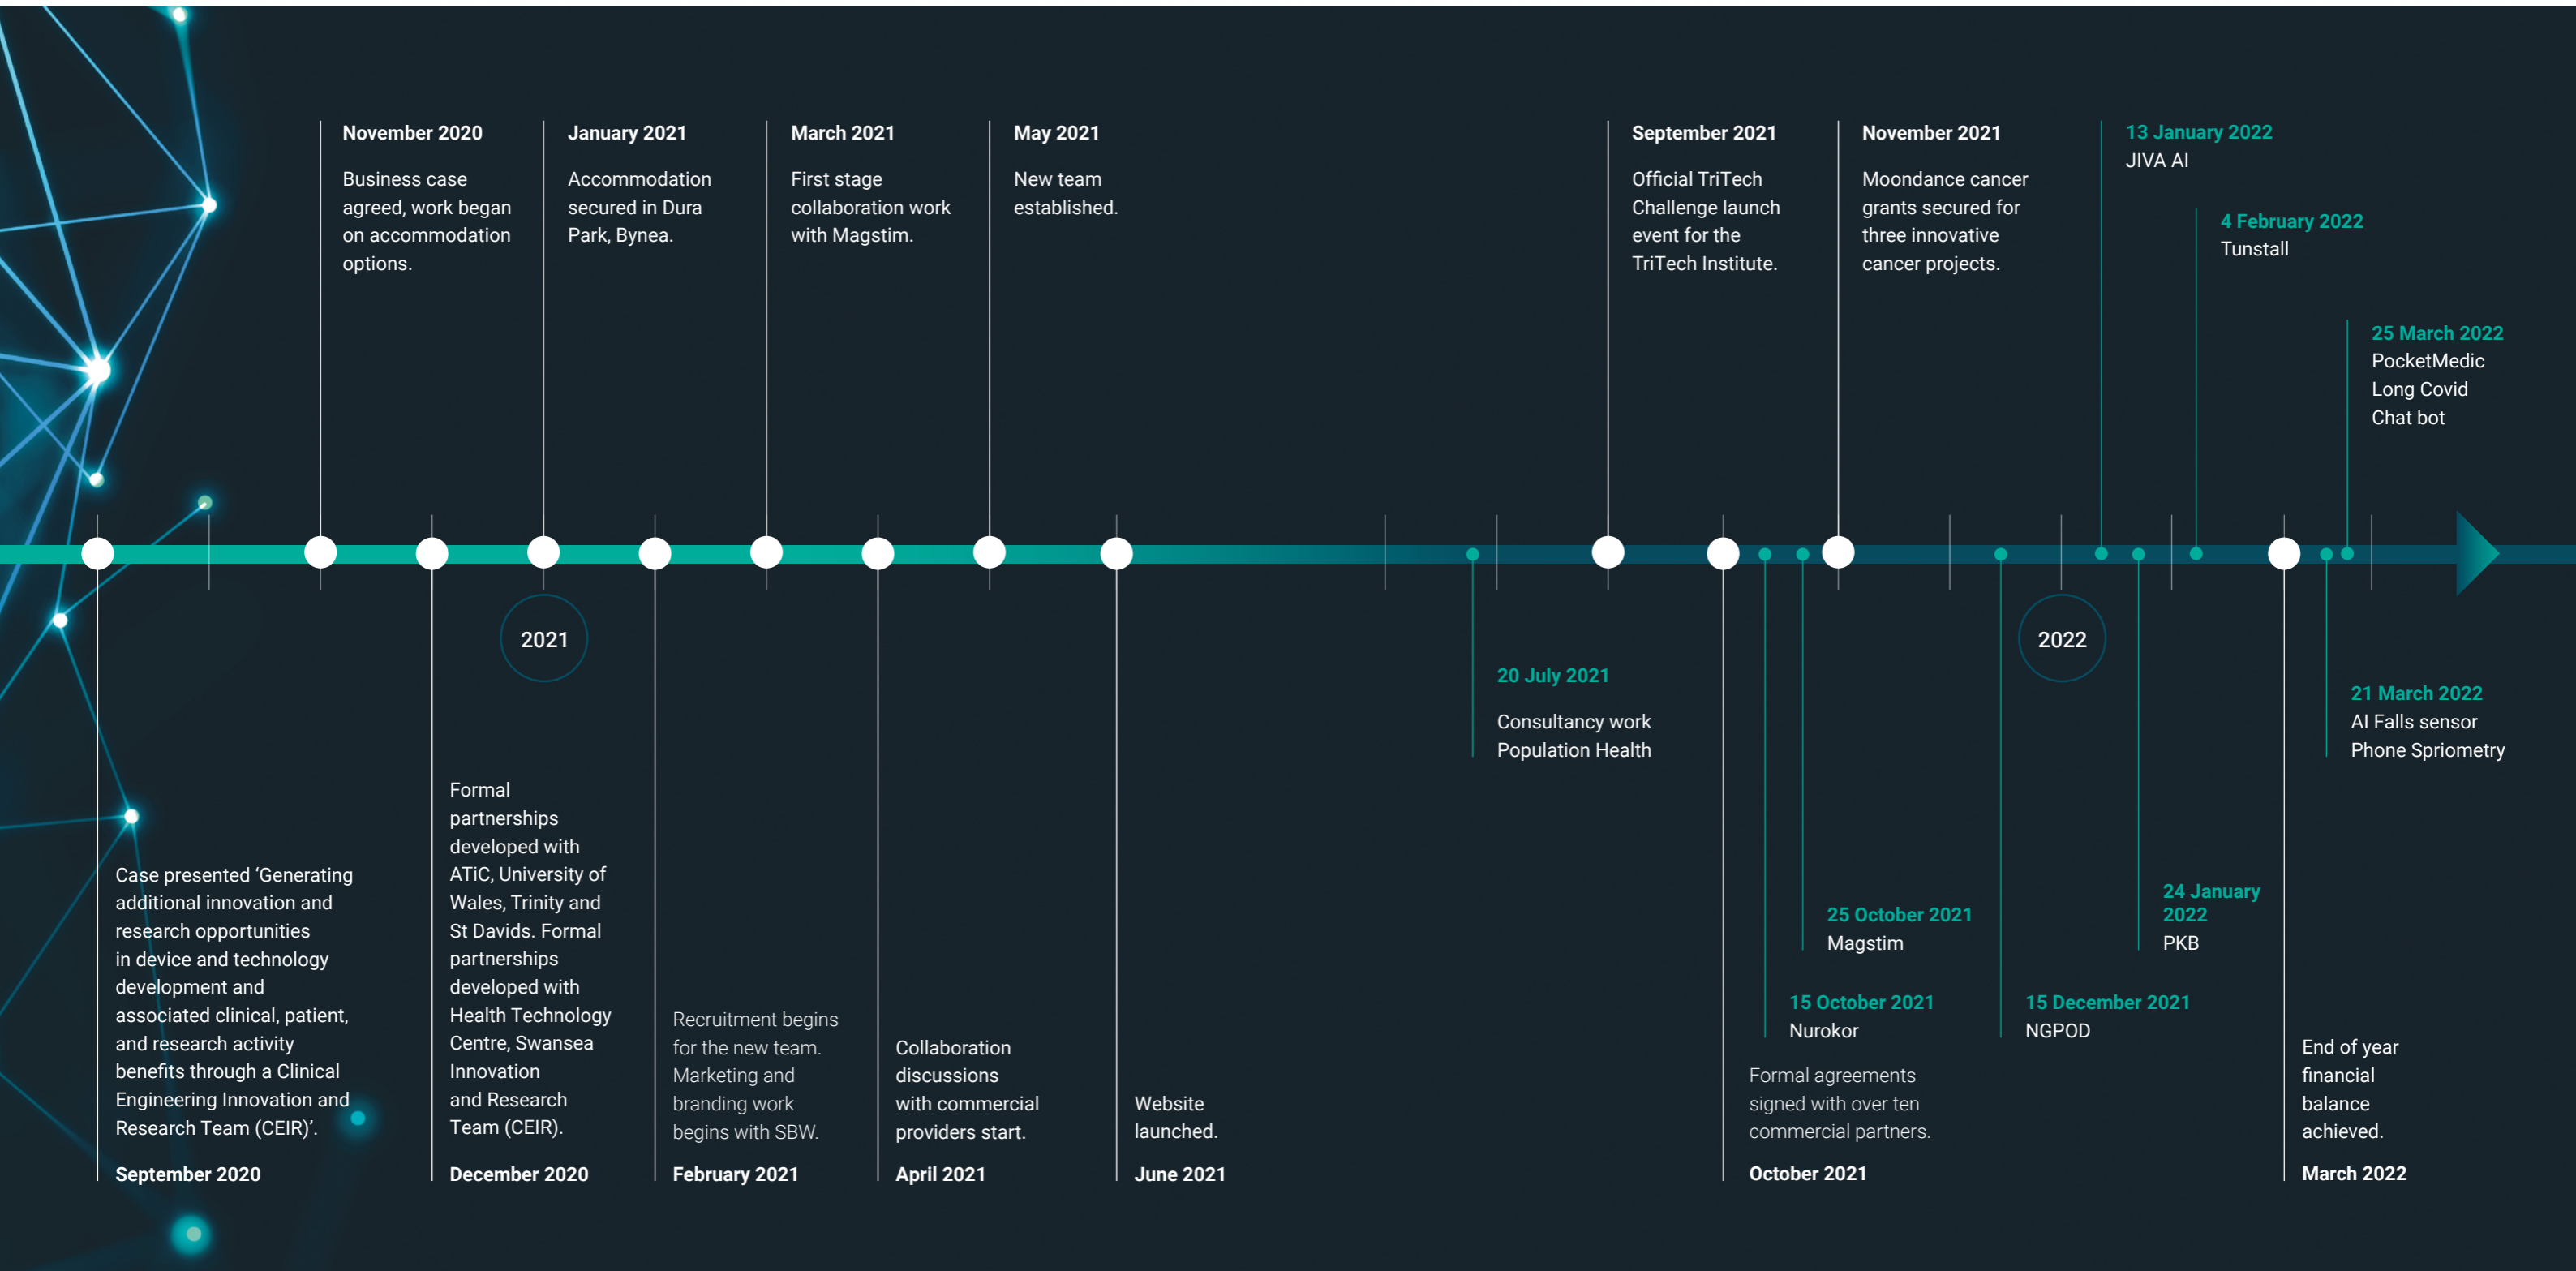 November 2020
Business case
agreed, work began
on accommodation
options.
January 2021
Accommodation
secured in Dura
Park, Bynea.
March 2021
First stage
collaboration work
with Magstim.
May 2021
New team
established.
September 2021
Official TriTech
Challenge launch
event for the
TriTech Institute.
November 2021
Moondance cancer
grants secured for
three innovative
cancer projects.
13 January 2022
JIVA AI
4 February 2022
Tunstall
25 March 2022
PocketMedic
Long Covid
Chat bot
2021
2022
Case presented ‘Generating
additional innovation and
research opportunities
in device and technology
development and
associated clinical, patient,
and research activity
benefits through a Clinical
Engineering Innovation and
Research Team (CEIR)’.
September 2020
Formal
partnerships
developed with
ATiC, University of
Wales, Trinity and
St Davids. Formal
partnerships
developed with
Health Technology
Centre, Swansea
Innovation
and Research
Team (CEIR).
December 2020
Recruitment begins
for the new team.
Marketing and
branding work
begins with SBW.
February 2021
Collaboration
discussions
with commercial
providers start.
April 2021
Website
launched.
June 2021
20 July 2021
Consultancy work
Population Health
25 October 2021
Magstim
15 October 2021
Nurokor
Formal agreements
signed with over ten
commercial partners.
October 2021
15 December 2021
NGPOD
24 January
2022
PKB
21 March 2022
AI Falls sensor
Phone Spriometry
End of year
financial
balance
achieved.
March 2022